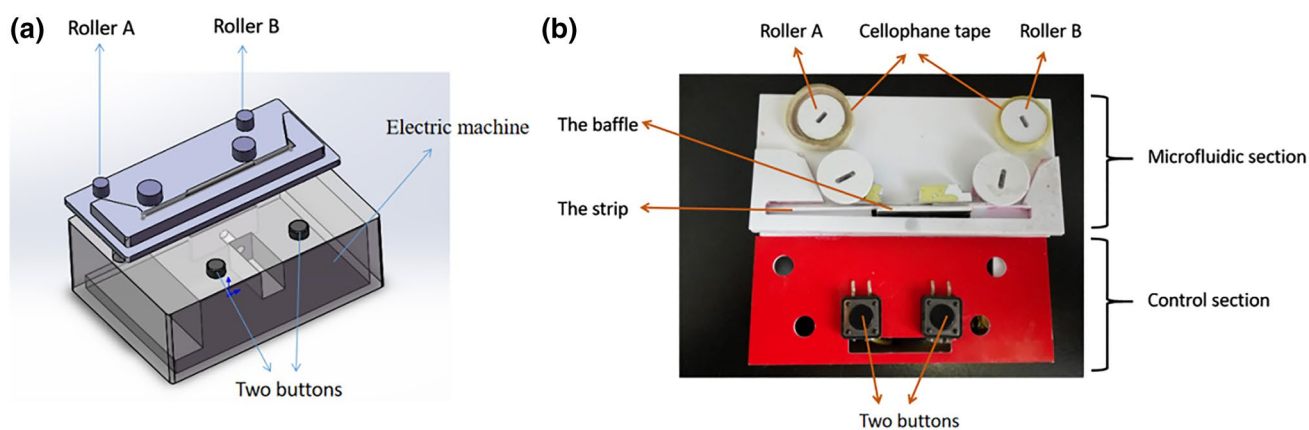 (a)
Roller A
Roller B
Electric machine
Two buttons
(b)
Roller A
Cellophane tape
Roller B
The baffle
The strip
Microfluidic section
Control section
Two buttons